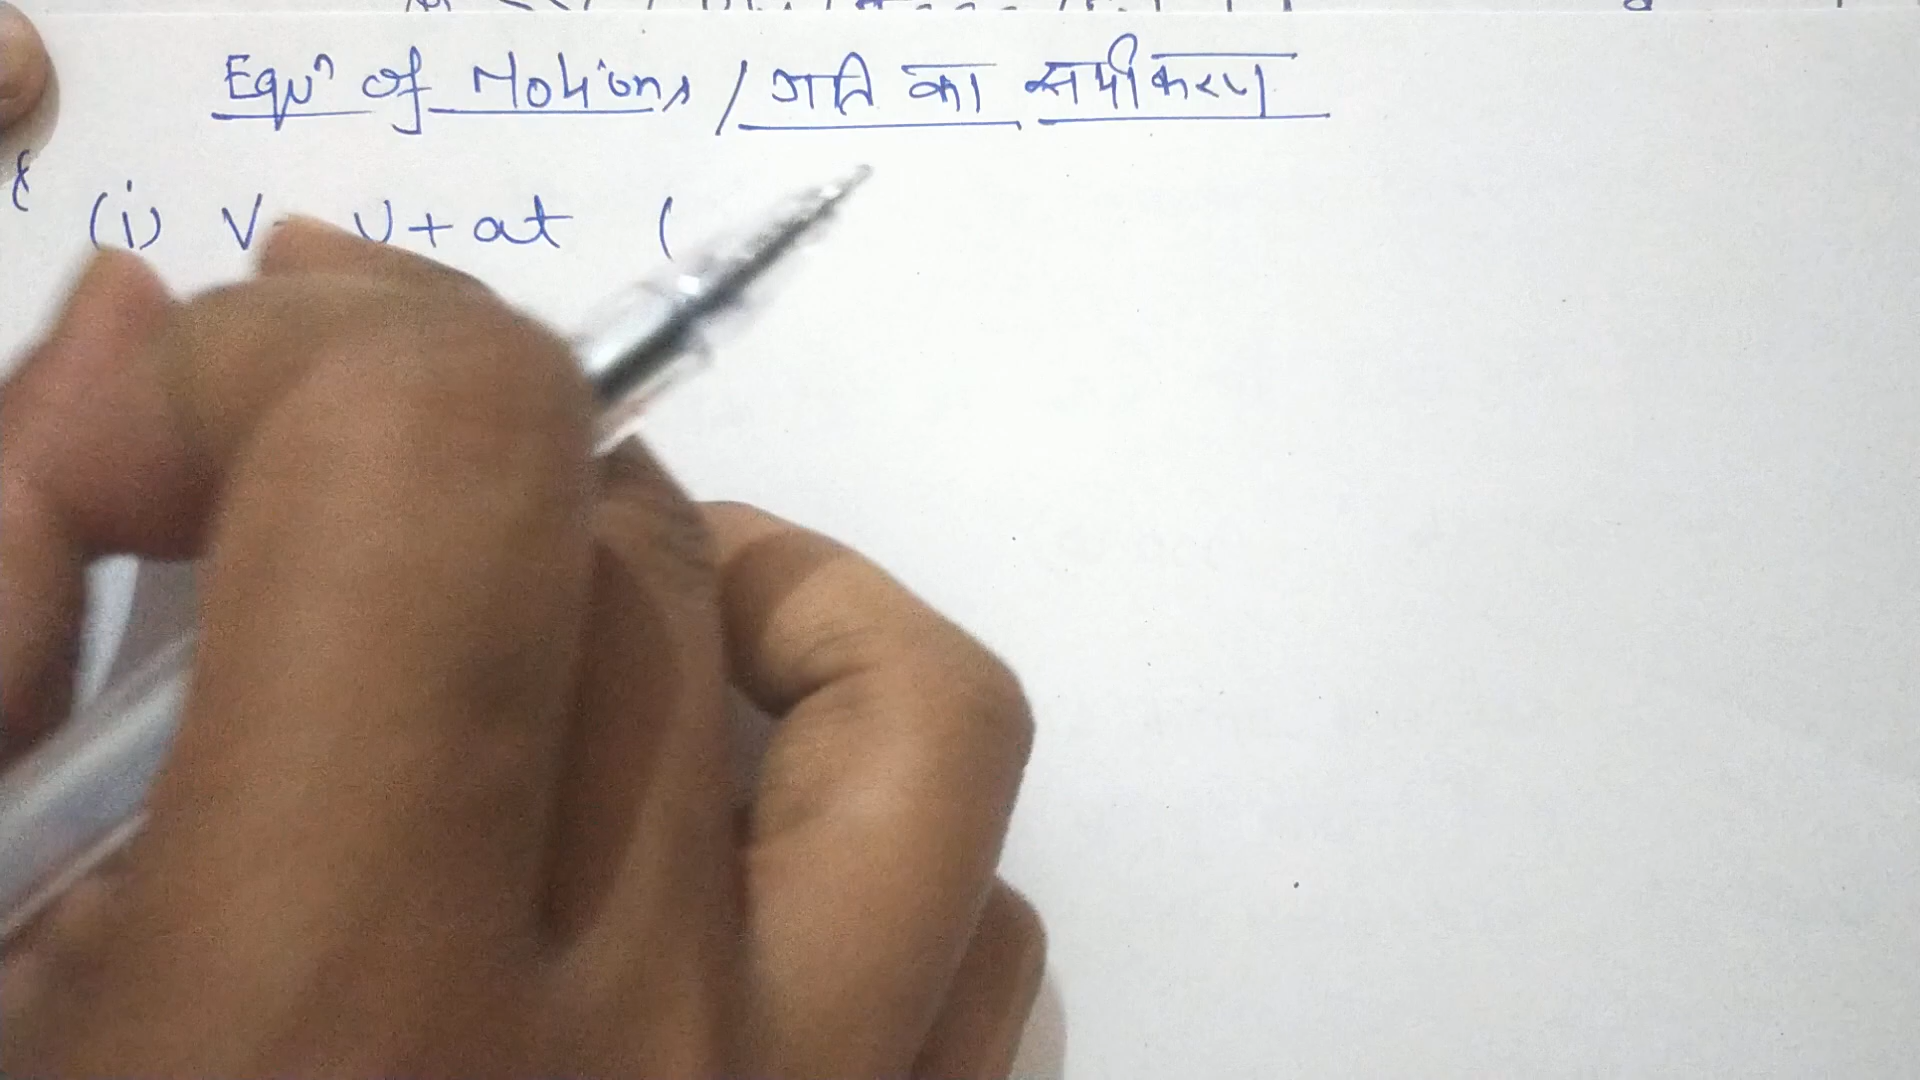 Equⁿ of Motions / गति का समीकरण
(i) V = U + at (